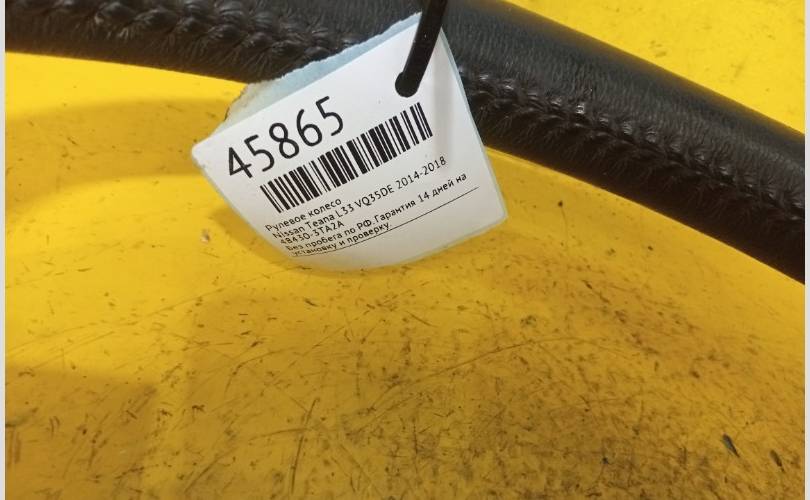 45865
Рулевое колесо
Nissan Teana L33 VQ35DE 2014-2018
48430-3TA2A
Без пробега по РФ.Гарантия 14 дней на
установку и проверку